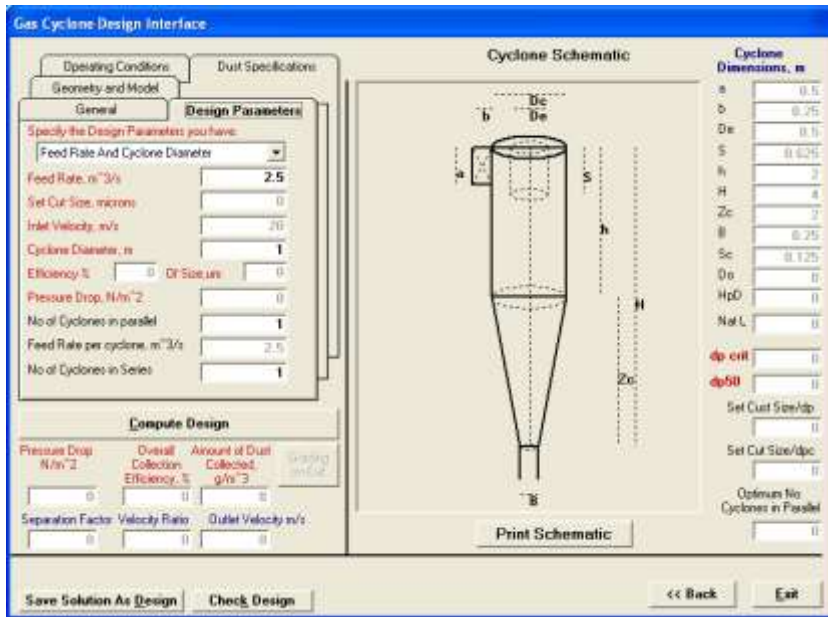 Gas Cyclone Design Interface
Operating Conditions
Dust Specifications
Geometry and Model
General
Design Parameters
Specify the Design Parameters you have:
Feed Rate And Cyclone Diameter
Feed Rate, m^3/s 2.5
Set Cut Size, microns 0
Inlet Velocity, m/s 20
Cyclone Diameter, m 1
Efficiency % 0 Of Size,um 0
Pressure Drop, N/m^2 0
No of Cyclones in parallel 1
Feed Rate per cyclone, m^3/s 2.5
No of Cyclones in Series 1
Compute Design
Pressure Drop N/m^2
Overall Collection Efficiency, %
Amount of Dust Collected, g/m^3
0 0 0
Separation Factor Velocity Ratio Outlet Velocity m/s
0 0 0
Save Solution As Design
Check Design
Cyclone Schematic
Dc
b De
a S
h
H
Zc
B
Print Schematic
Cyclone
Dimensions, m
a 0.5
b 0.25
De 0.5
S 0.625
h 2
H 4
Zc 2
B 0.25
Sc 0.125
Do 0
HpD 0
Nat L 0
dp crit 0
dp50 0
Set Cust Size/dp
0
Set Cut Size/dpc
0
Optimum No
Cyclones in Parallel
0
<< Back
Exit